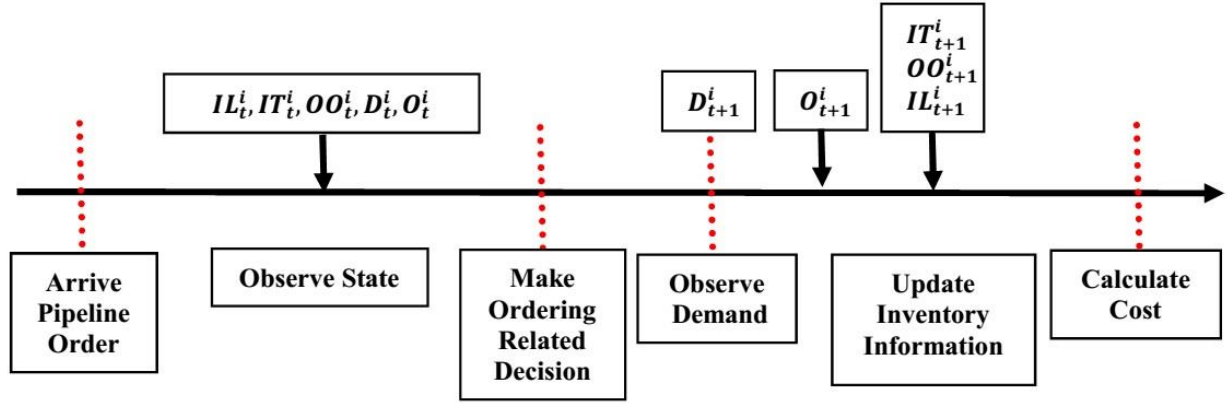 IT^i_{t+1}
OO^i_{t+1}
IL^i_{t+1}
IL^i_t, IT^i_t, OO^i_t, D^i_t, O^i_t
D^i_{t+1}
O^i_{t+1}
Arrive
Pipeline
Order
Observe State
Make
Ordering
Related
Decision
Observe
Demand
Update
Inventory
Information
Calculate
Cost